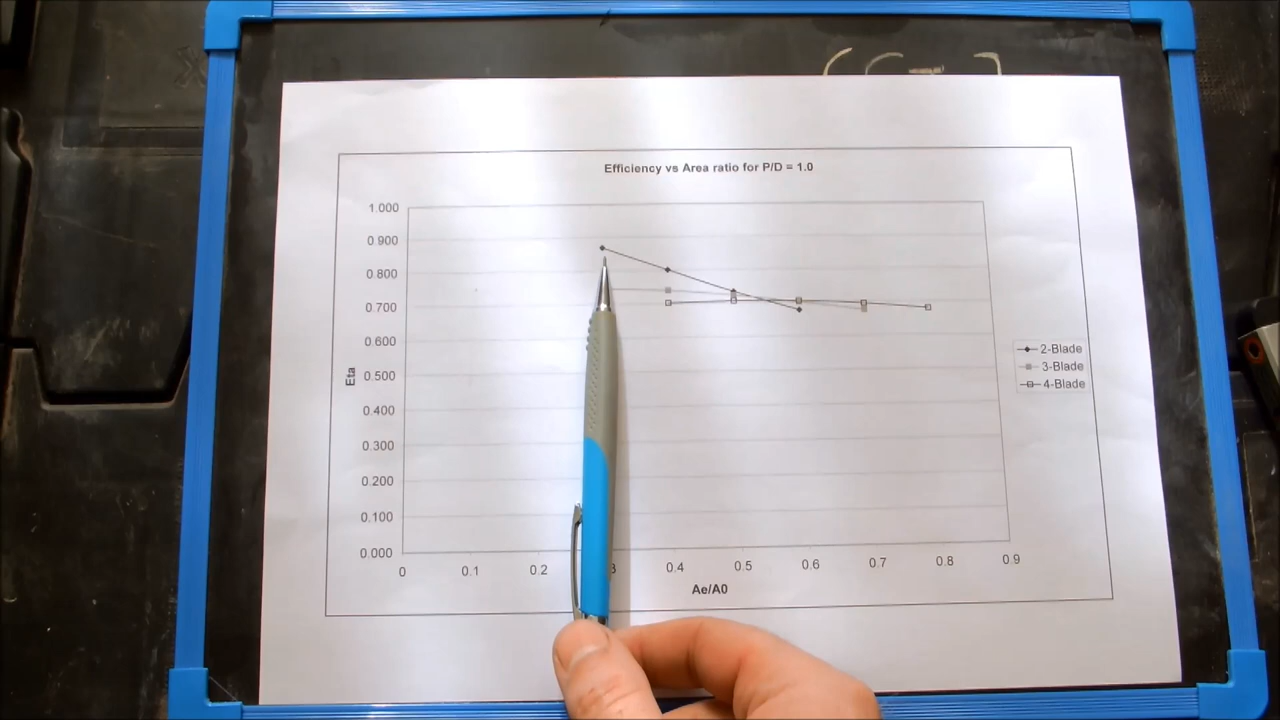 Efficiency vs Area ratio for P/D = 1.0
1.000
0.900
0.800
0.700
0.600
0.500
0.400
0.300
0.200
0.100
0.000
Eta
0 0.1 0.2 3 0.4 0.5 0.6 0.7 0.8 0.9
Ae/A0
2-Blade
3-Blade
4-Blade